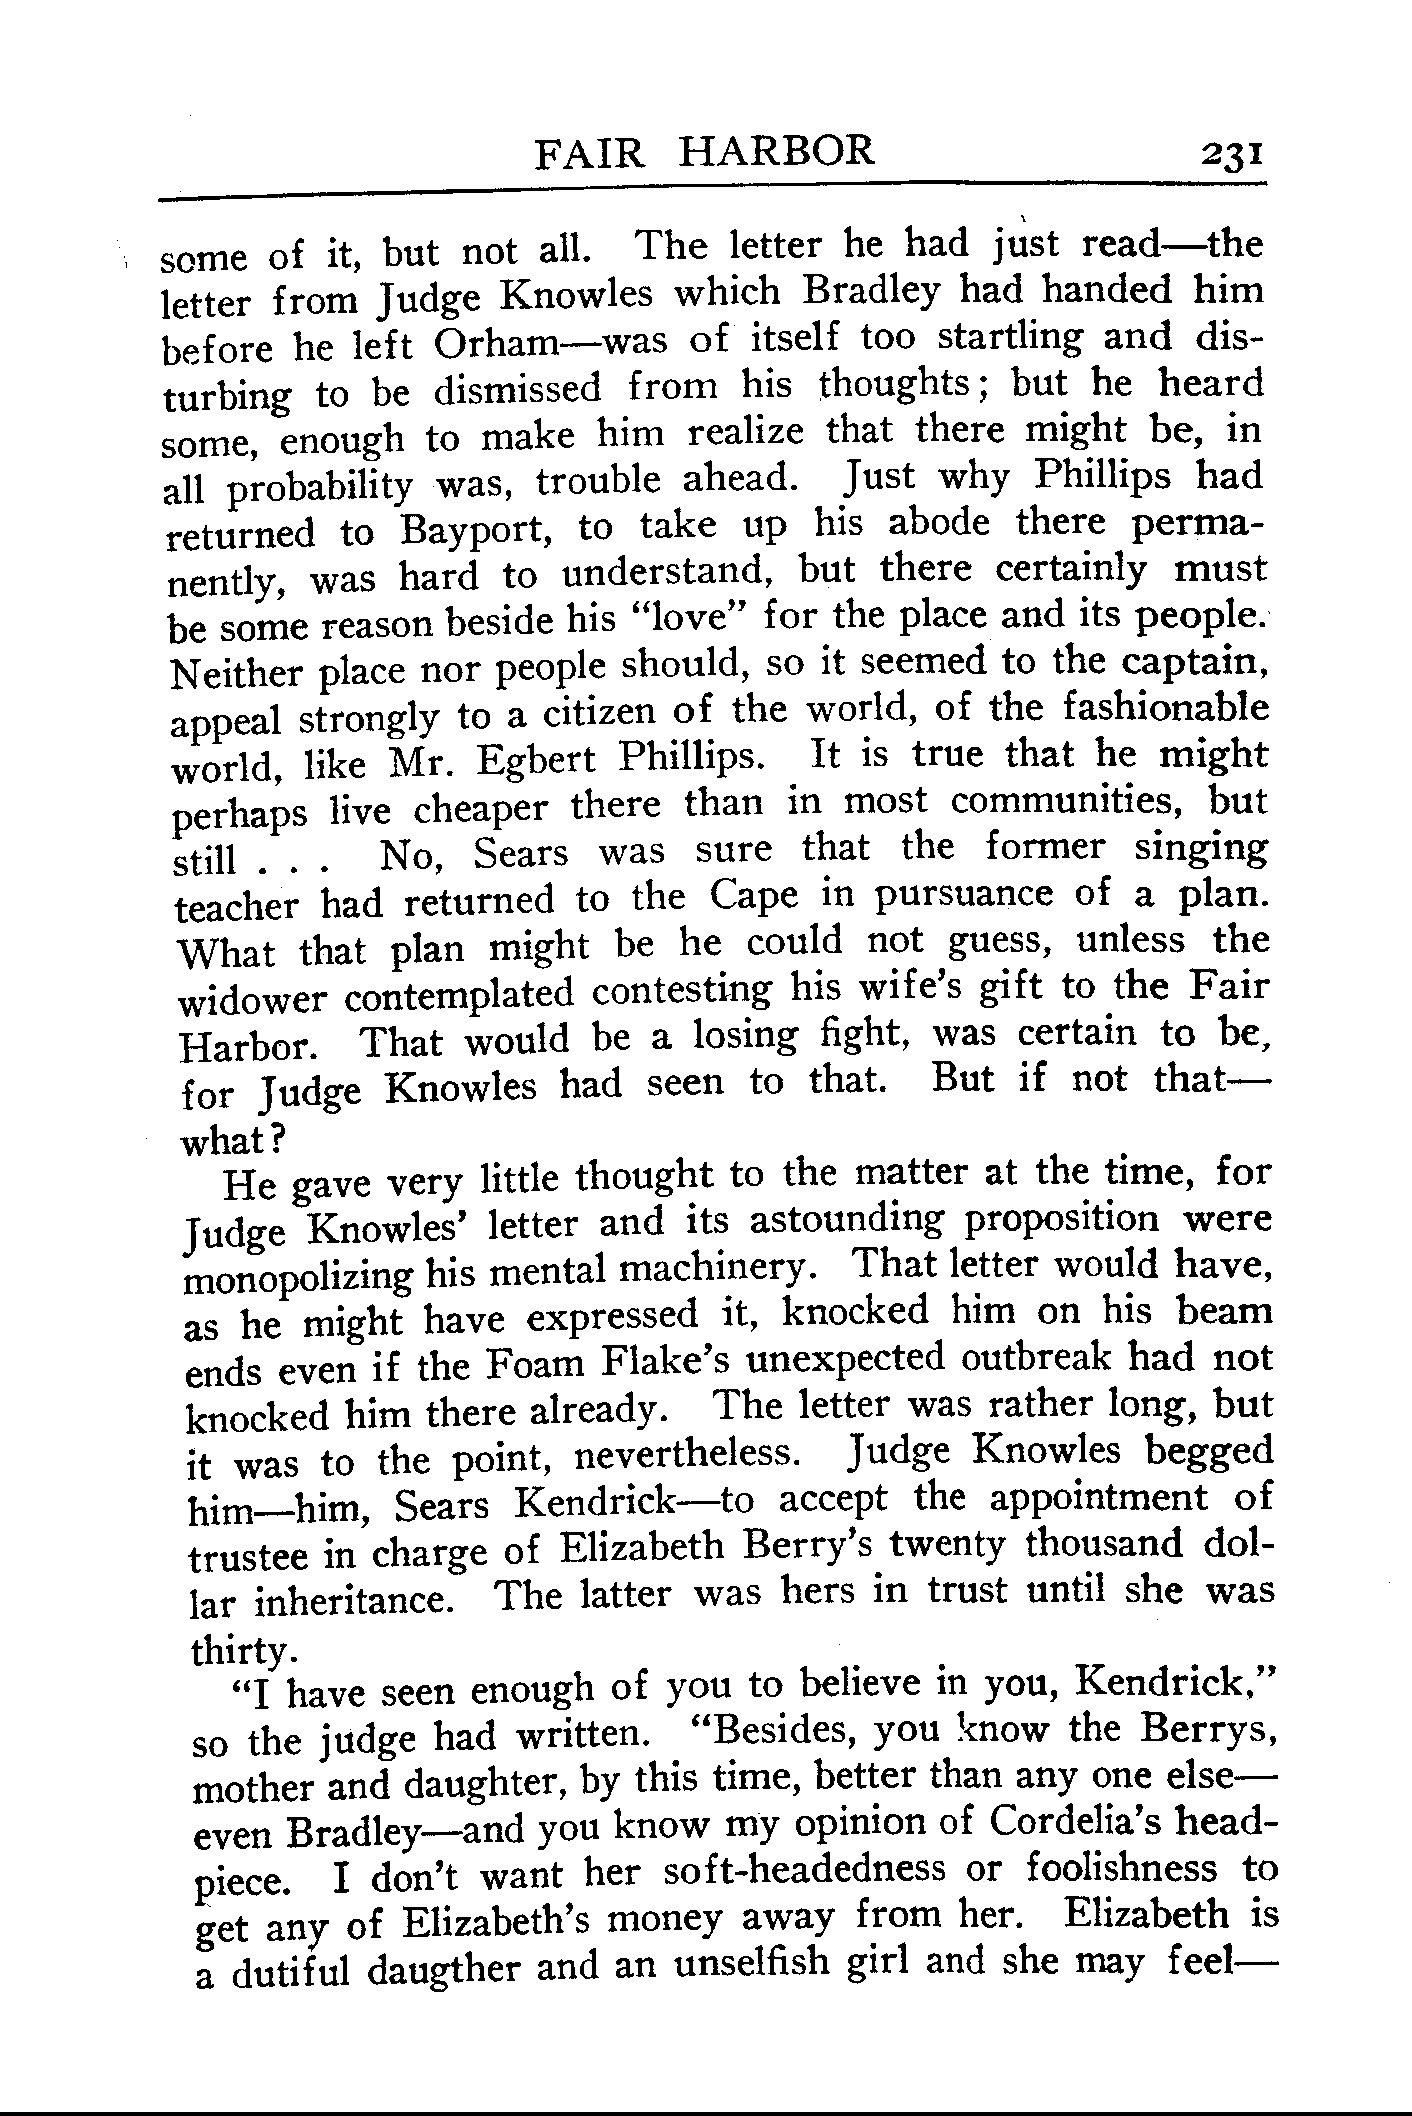 FAIR HARBOR 231
some of it, but not all. The letter he had just read—the
letter from Judge Knowles which Bradley had handed him
before he left Orham—was of itself too startling and dis-
turbing to be dismissed from his thoughts; but he heard
some, enough to make him realize that there might be, in
all probability was, trouble ahead. Just why Phillips had
returned to Bayport, to take up his abode there perma-
nently, was hard to understand, but there certainly must
be some reason beside his “love” for the place and its people.
Neither place nor people should, so it seemed to the captain,
appeal strongly to a citizen of the world, of the fashionable
world, like Mr. Egbert Phillips. It is true that he might
perhaps live cheaper there than in most communities, but
still . . . No, Sears was sure that the former singing
teacher had returned to the Cape in pursuance of a plan.
What that plan might be he could not guess, unless the
widower contemplated contesting his wife’s gift to the Fair
Harbor. That would be a losing fight, was certain to be,
for Judge Knowles had seen to that. But if not that—
what?
He gave very little thought to the matter at the time, for
Judge Knowles’ letter and its astounding proposition were
monopolizing his mental machinery. That letter would have,
as he might have expressed it, knocked him on his beam
ends even if the Foam Flake’s unexpected outbreak had not
knocked him there already. The letter was rather long, but
it was to the point, nevertheless. Judge Knowles begged
him—him, Sears Kendrick—to accept the appointment of
trustee in charge of Elizabeth Berry’s twenty thousand dol-
lar inheritance. The latter was hers in trust until she was
thirty.
“I have seen enough of you to believe in you, Kendrick,”
so the judge had written. “Besides, you know the Berrys,
mother and daughter, by this time, better than any one else—
even Bradley—and you know my opinion of Cordelia’s head-
piece. I don’t want her soft-headedness or foolishness to
get any of Elizabeth’s money away from her. Elizabeth is
a dutiful daugther and an unselfish girl and she may feel—